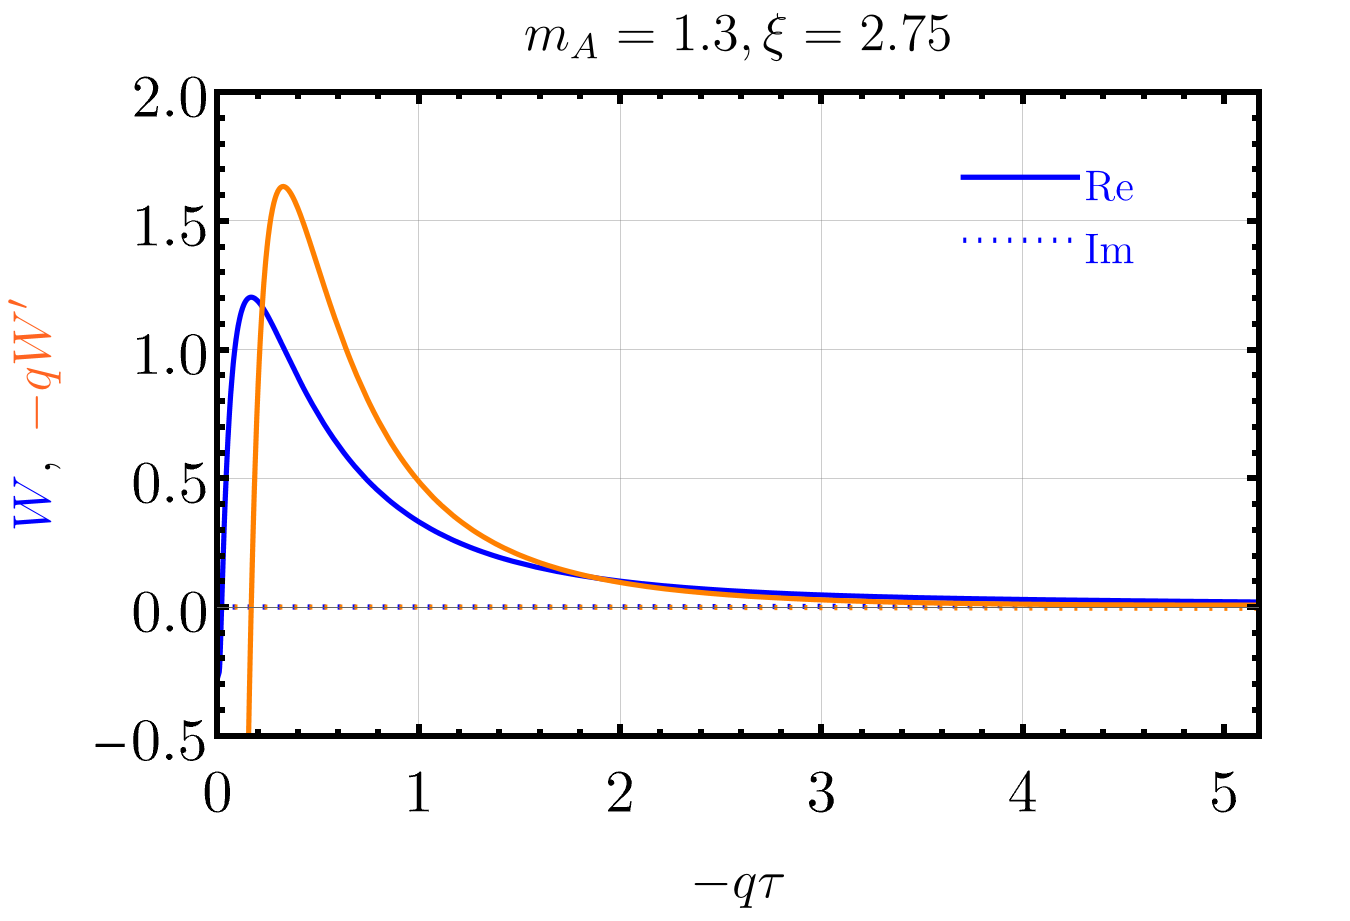 m_A = 1.3, ξ = 2.75
2.0
1.5
1.0
0.5
0.0
−0.5
Re
Im
W, −qW′
0 1 2 3 4 5
−qτ